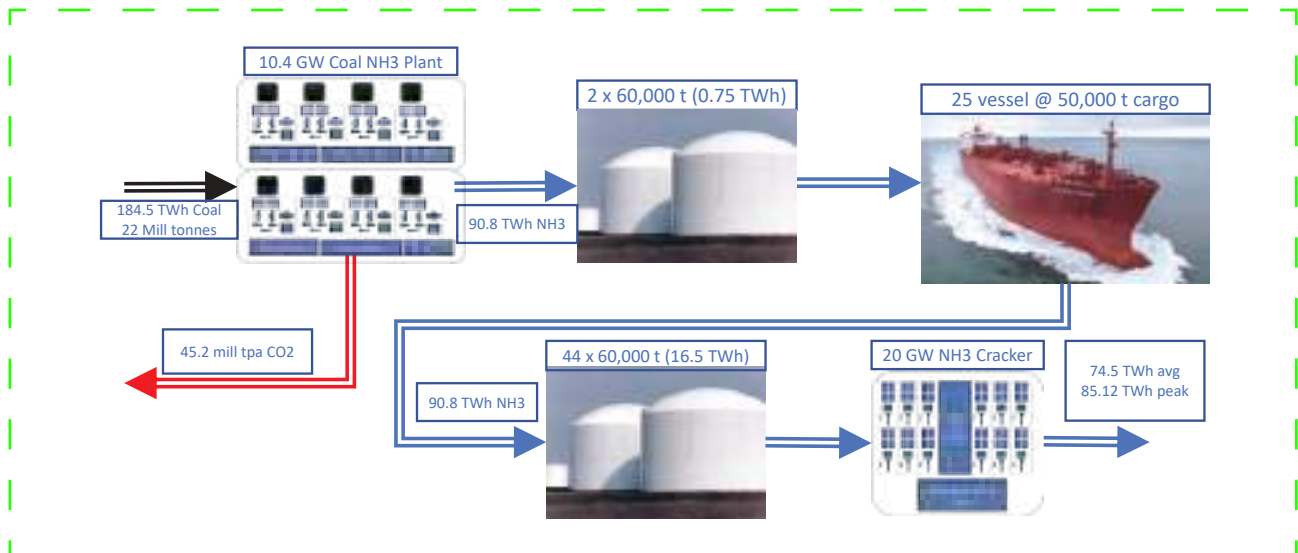 10.4 GW Coal NH3 Plant
2 x 60,000 t (0.75 TWh)
25 vessel @ 50,000 t cargo
184.5 TWh Coal
22 Mill tonnes
90.8 TWh NH3
45.2 mill tpa CO2
44 x 60,000 t (16.5 TWh)
20 GW NH3 Cracker
74.5 TWh avg
85.12 TWh peak
90.8 TWh NH3